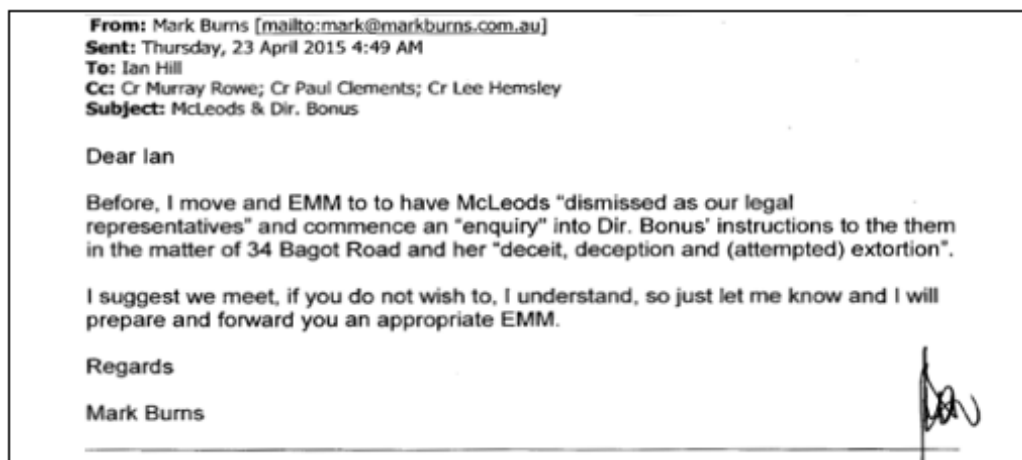 From: Mark Burns [mailto:mark@markburns.com.au]
Sent: Thursday, 23 April 2015 4:49 AM
To: Ian Hill
Cc: Cr Murray Rowe; Cr Paul Clements; Cr Lee Hemsley
Subject: McLeods & Dir. Bonus
Dear Ian
Before, I move and EMM to to have McLeods "dismissed as our legal
representatives" and commence an "enquiry" into Dir. Bonus' instructions to the them
in the matter of 34 Bagot Road and her "deceit, deception and (attempted) extortion".
I suggest we meet, if you do not wish to, I understand, so just let me know and I will
prepare and forward you an appropriate EMM.
Regards
Mark Burns